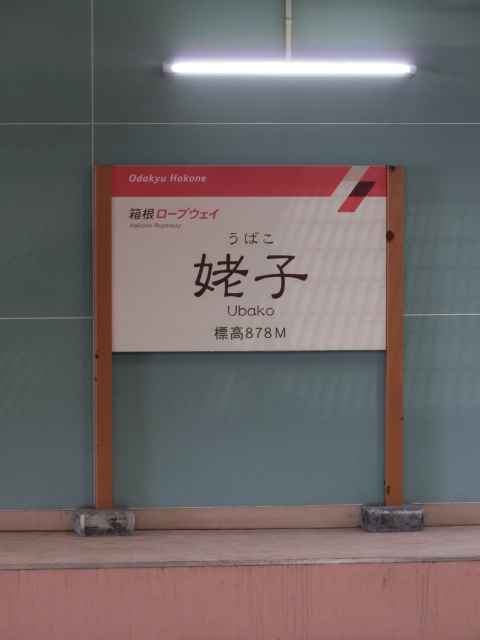 Odakyu Hakone
箱根ロープウェイ
Hakone Ropeway
うばこ
姥子
Ubako
標高878M